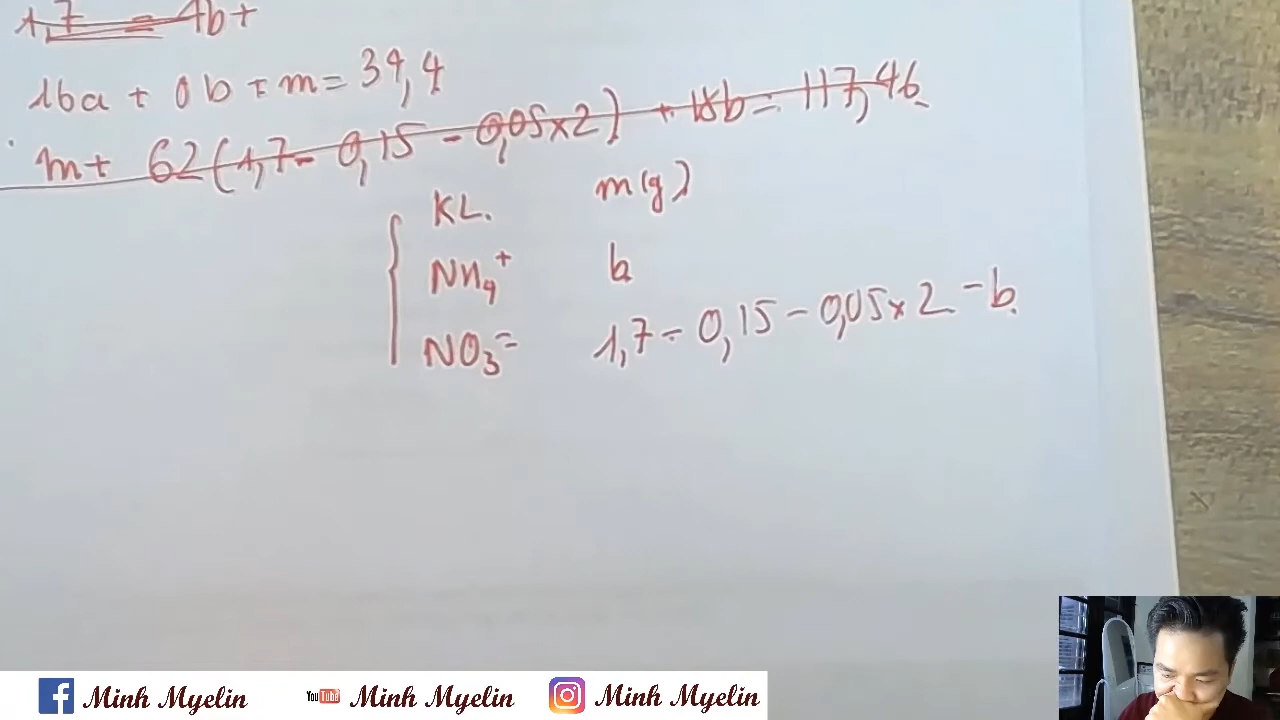 1,7 = 4b+
16a + 0b + m = 34,4
m + 62(1,7 - 0,15 - 0,05x2) + 18b = 117,46.
KL. m(g)
NH4+ b
NO3- 1,7 - 0,15 - 0,05x2 - b.
Minh Myelin YouTube Minh Myelin Minh Myelin